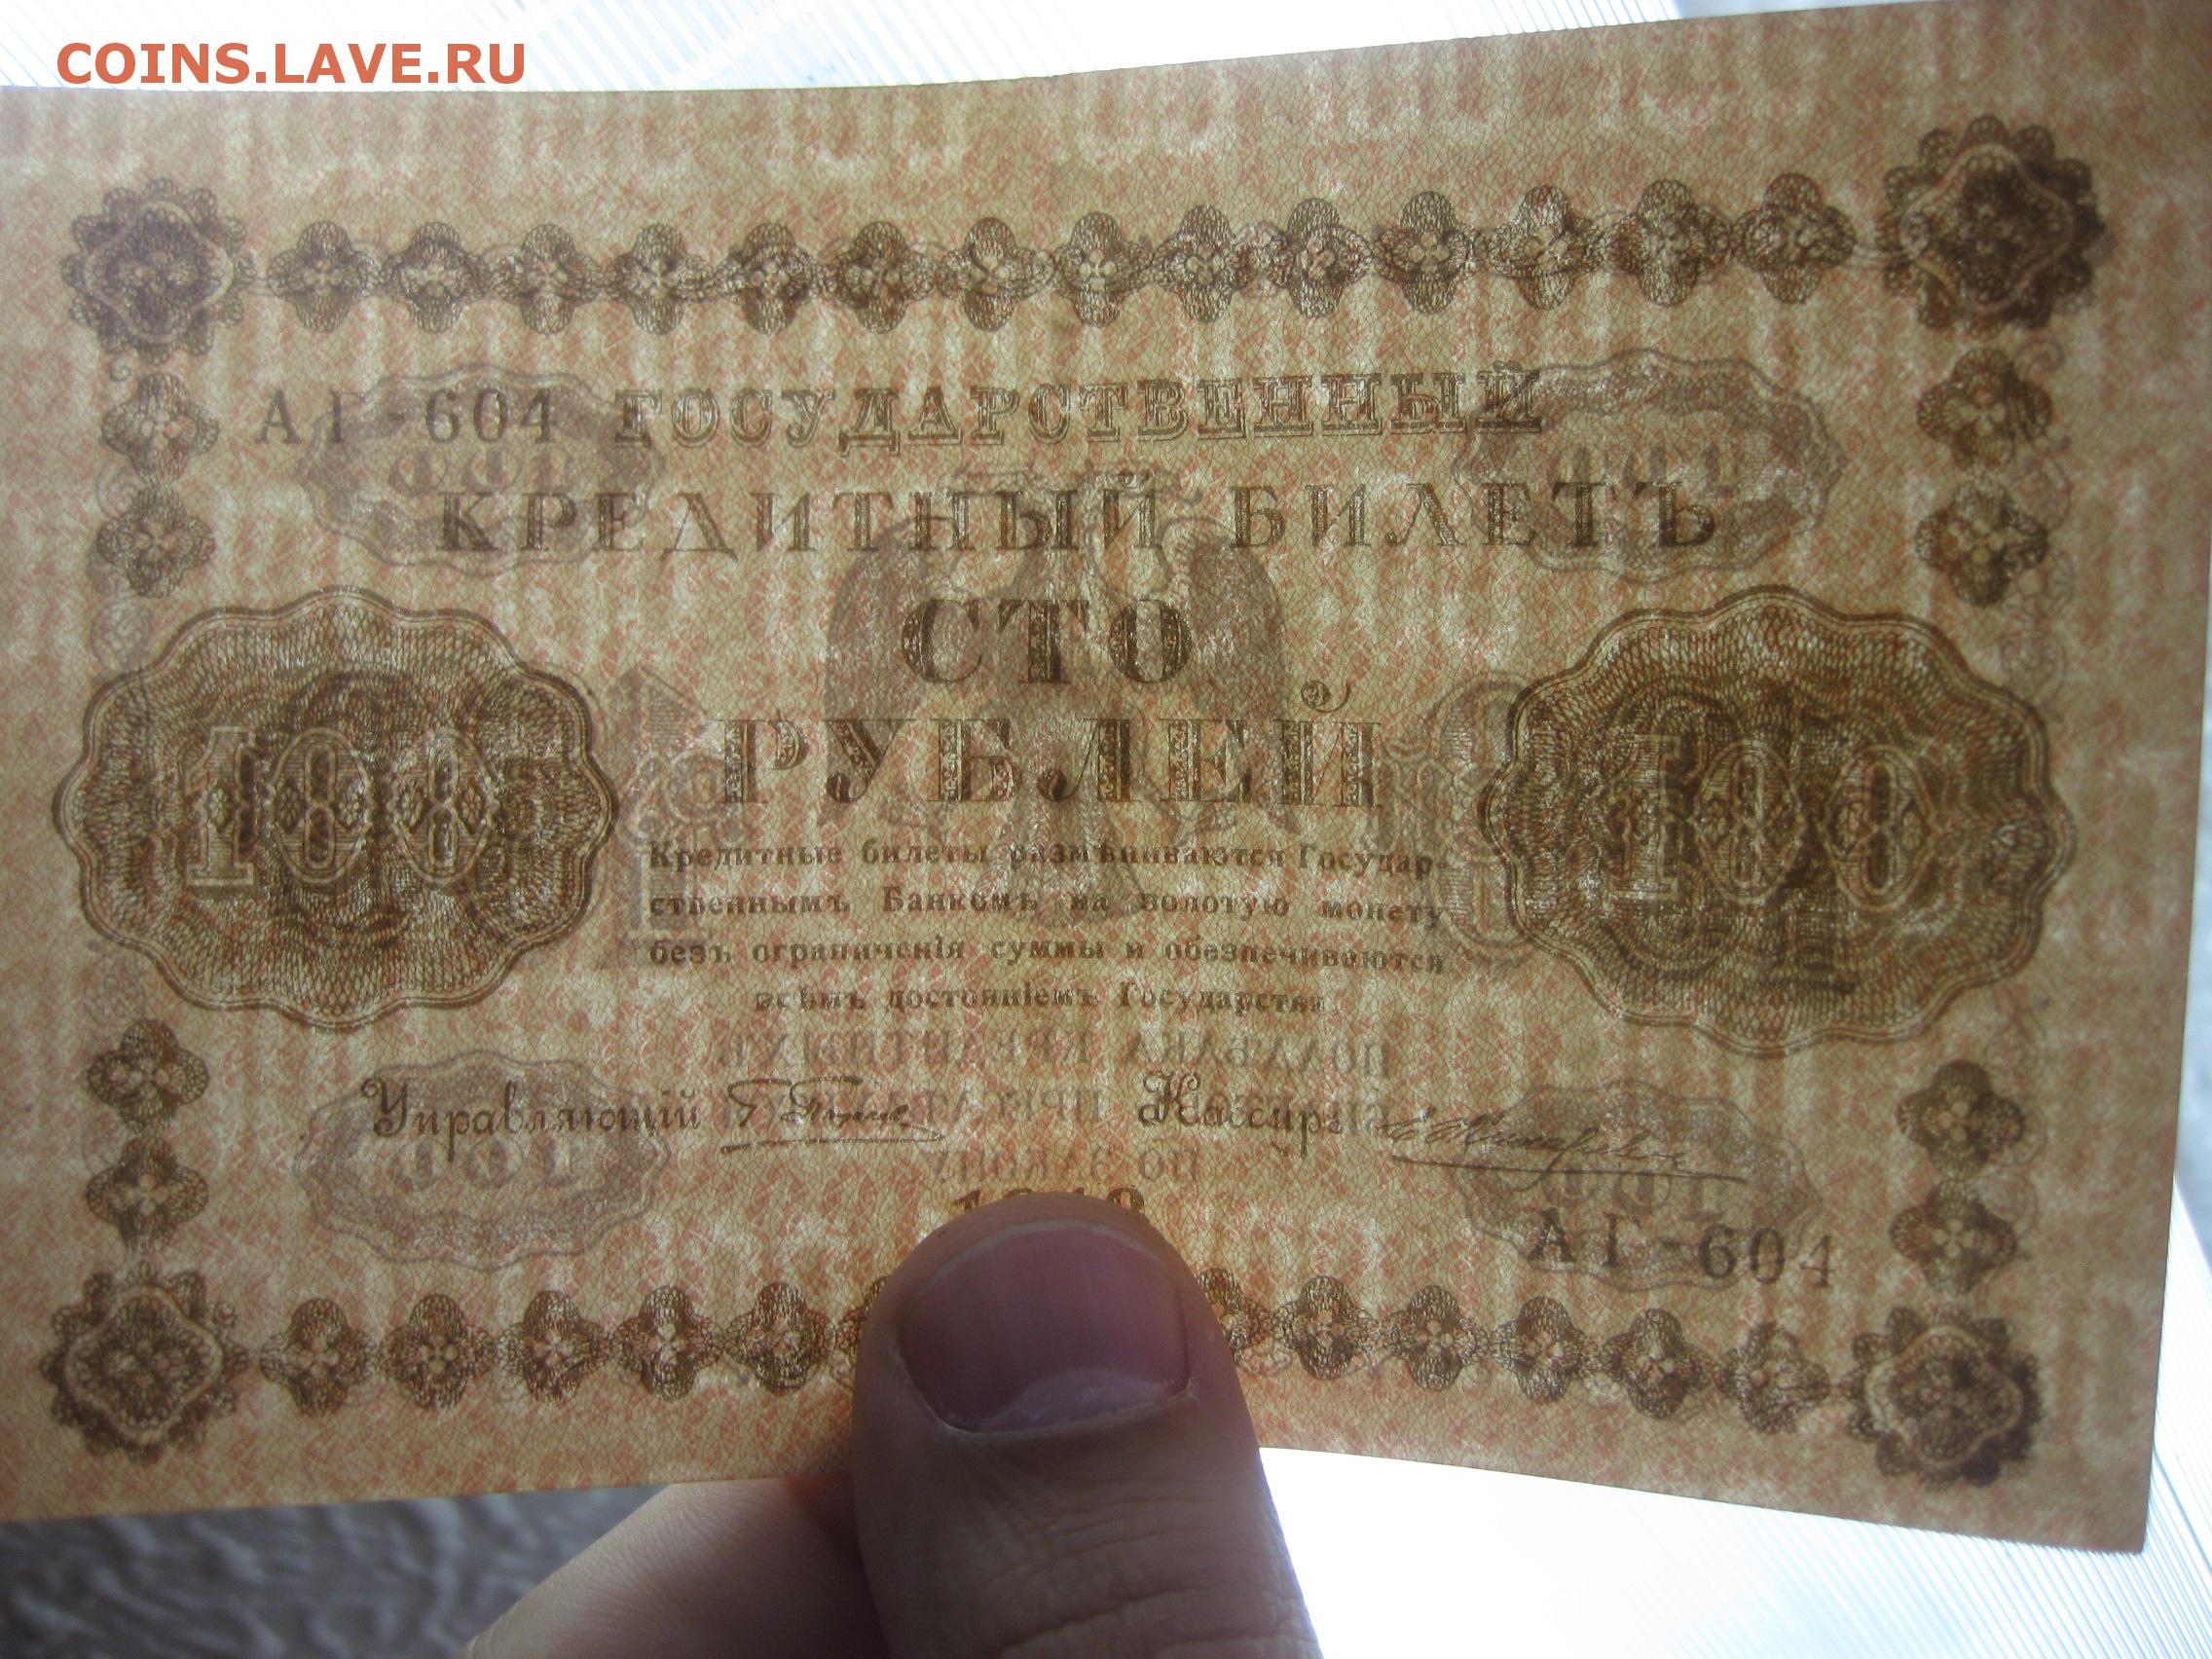 COINS.LAVE.RU
АГ-604 ГОСУДАРСТВЕННЫЙ
КРЕДИТНЫЙ БИЛЕТЪ
СТО
РУБЛЕЙ
100
100
Кредитные билеты размѣниваются Государ-
ственнымъ Банкомъ на золотую монету
безъ ограниченія суммы и обезпечиваются
всѣмъ достояніемъ Государства
Управляющій Кассиръ
АГ-604